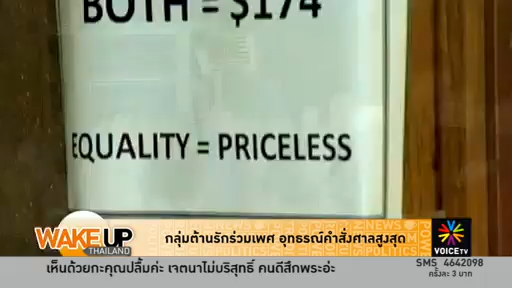 BOTH = $174
EQUALITY = PRICELESS
WAKE UP
THAILAND
กลุ่มต้านรักร่วมเพศ อุทธรณ์คำสั่งศาลสูงสุด
VOICETV
เห็นด้วยกะคุณปลื้มค่ะ เจตนาไม่บริสุทธิ์ คนดีสึกพระอ่ะ
SMS 4642098
ครั้งละ 3 บาท